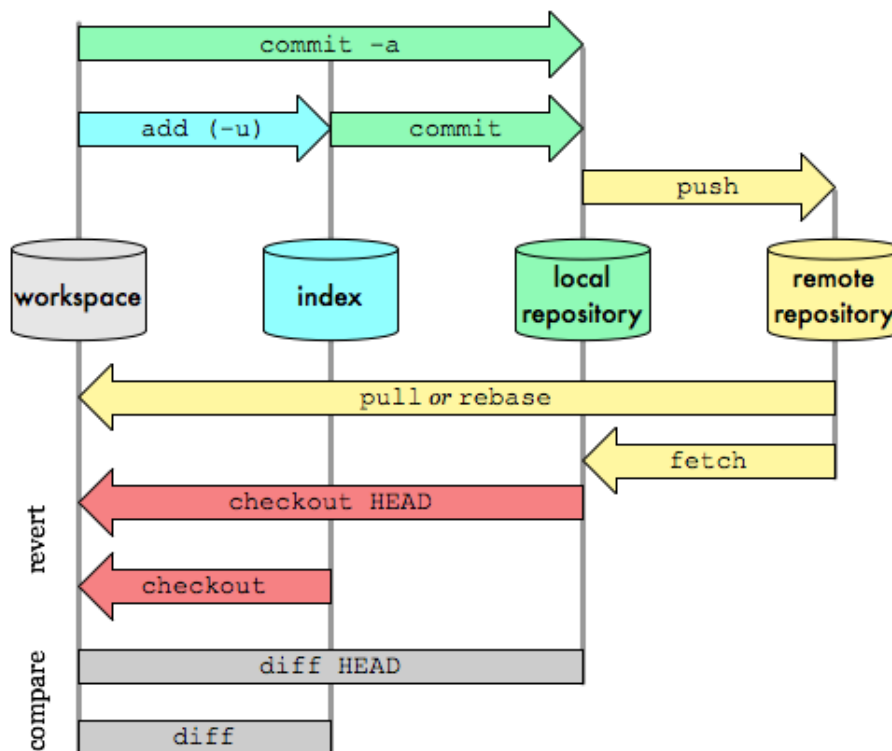 commit -a
add (-u)
commit
push
workspace
index
local
repository
remote
repository
pull or rebase
fetch
revert
checkout HEAD
checkout
compare
diff HEAD
diff